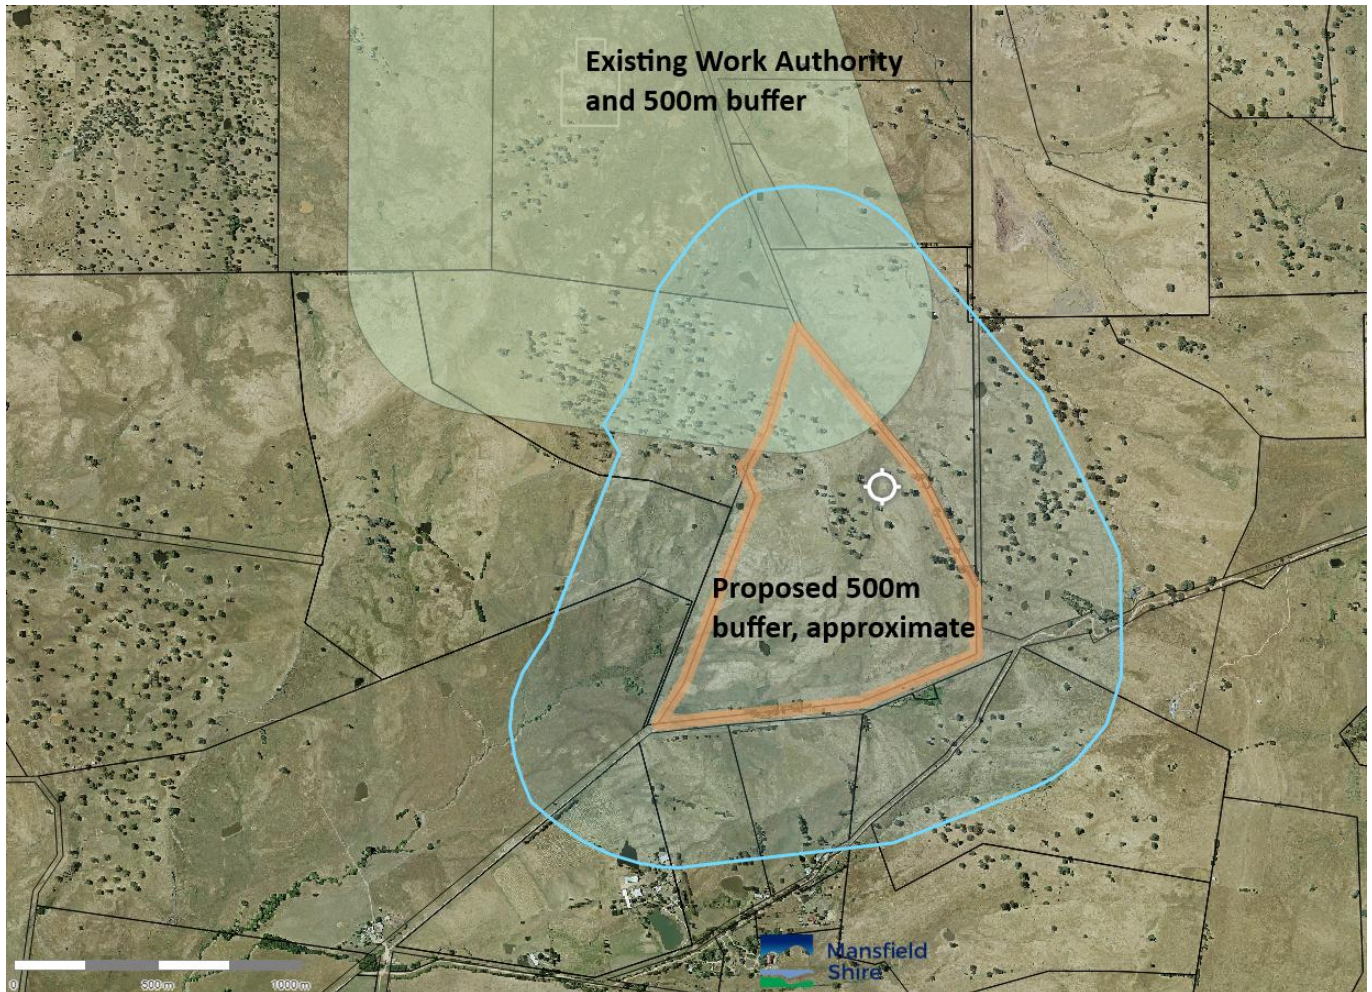 Existing Work Authority
and 500m buffer
Proposed 500m
buffer, approximate
Mansfield
Shire
0 500 m 1000 m